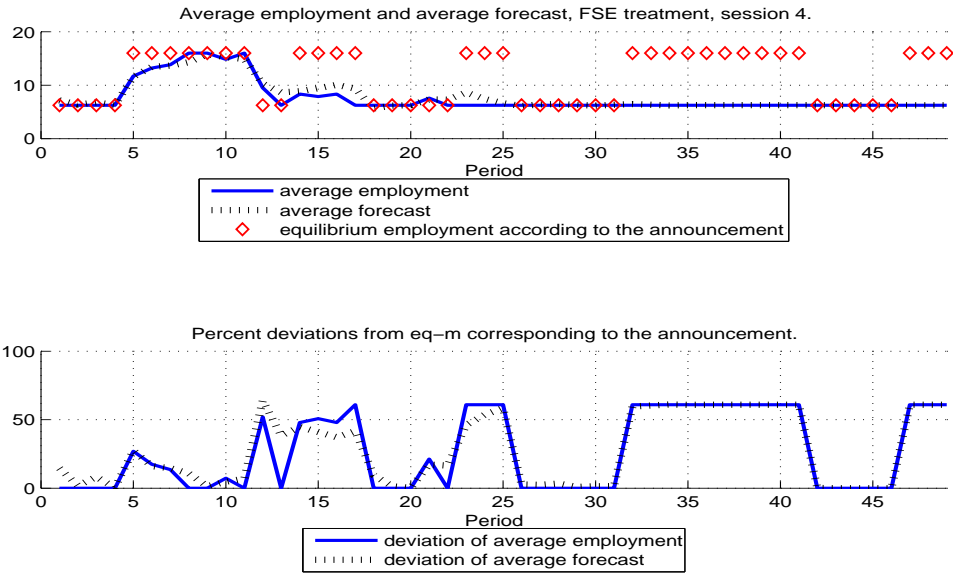 Average employment and average forecast, FSE treatment, session 4.
20
10
0
0 5 10 15 20 25 30 35 40 45
Period
average employment
average forecast
equilibrium employment according to the announcement
Percent deviations from eq−m corresponding to the announcement.
100
50
0
0 5 10 15 20 25 30 35 40 45
Period
deviation of average employment
deviation of average forecast